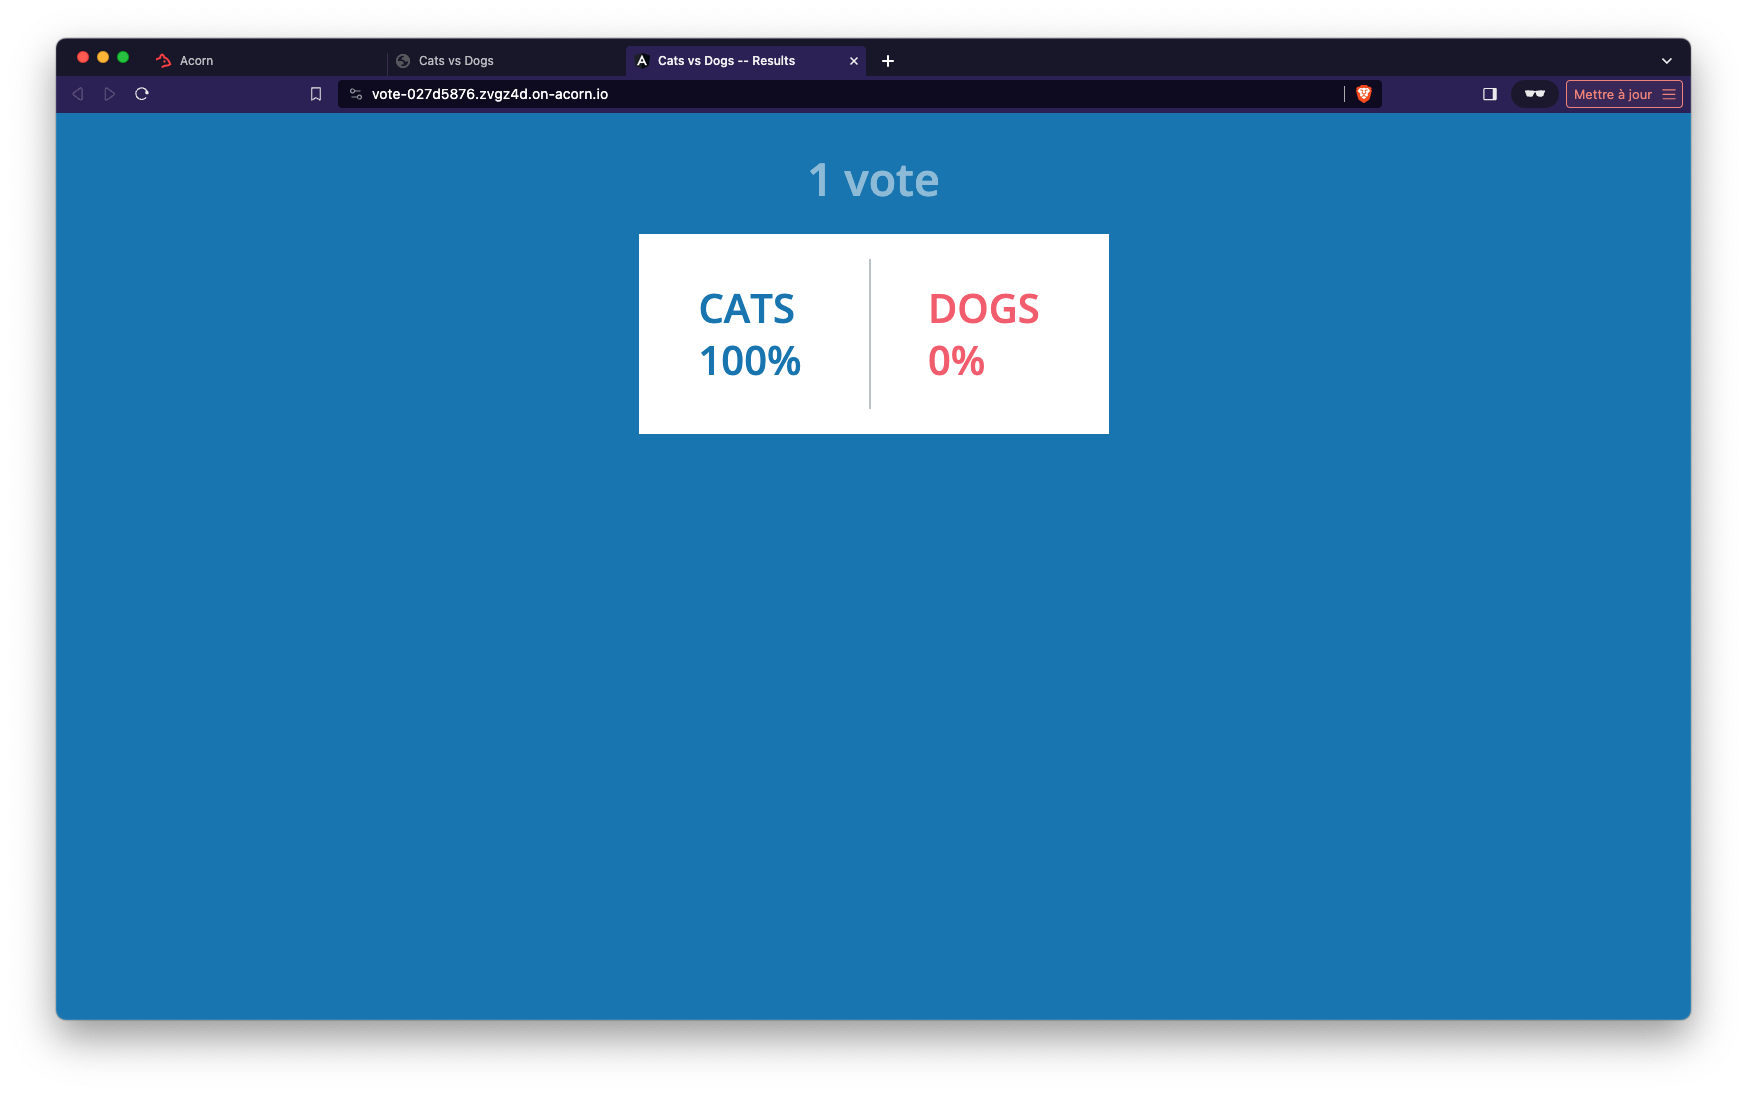 Acorn
Cats vs Dogs
Cats vs Dogs -- Results
vote-027d5876.zvgz4d.on-acorn.io
Mettre à jour
1 vote
CATS
100%
DOGS
0%